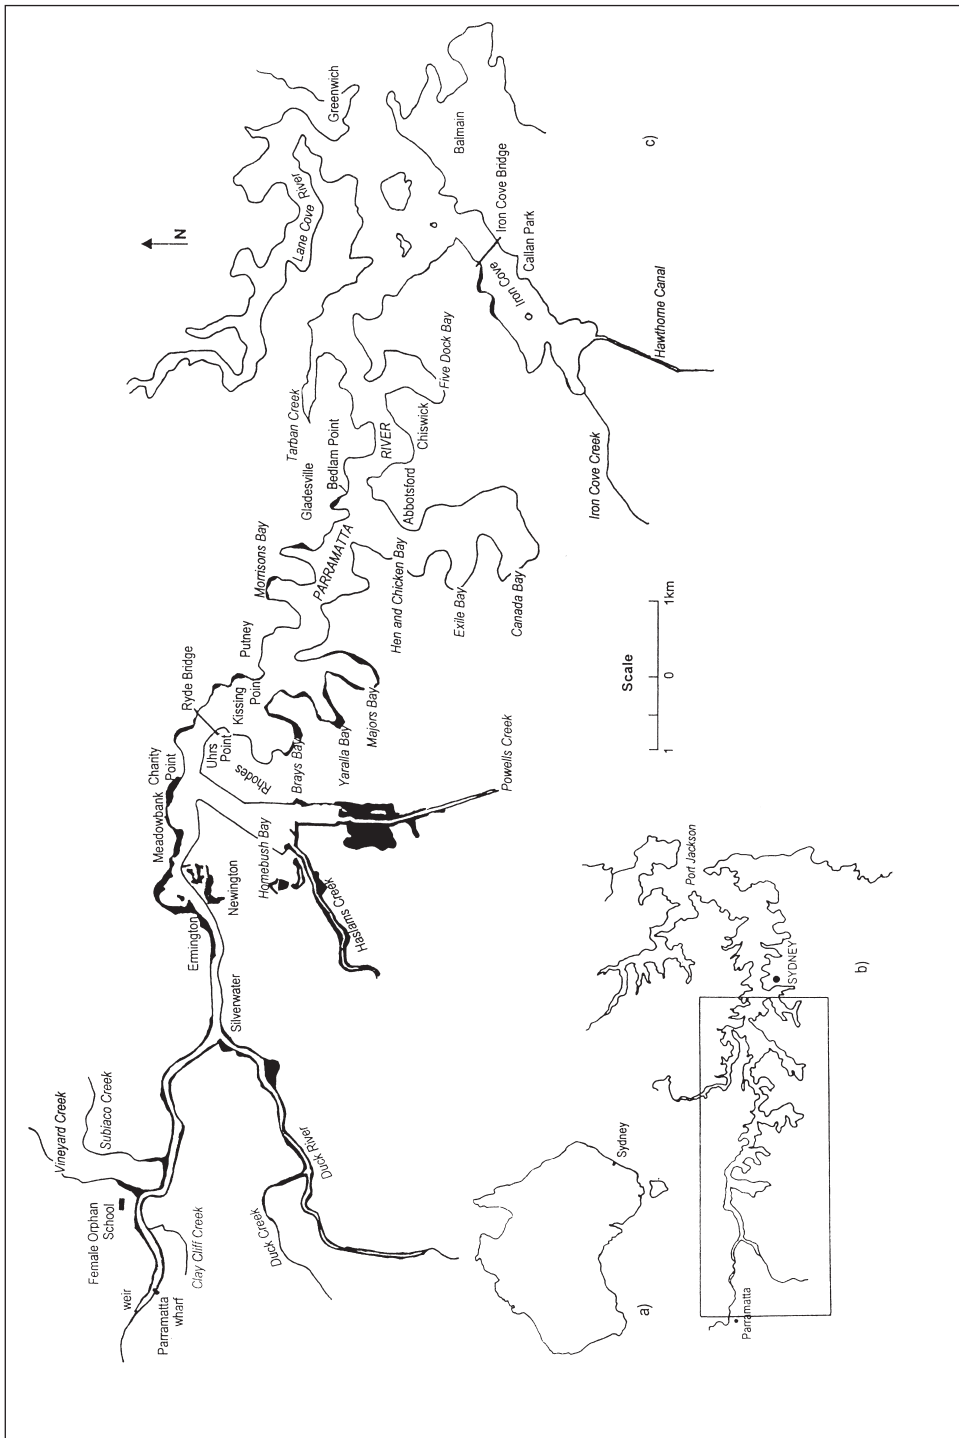 Vineyard Creek
Subiaco Creek
Female Orphan
School
weir
Parramatta
wharf
Clay Cliff Creek
Duck Creek
Duck River
Silverwater
Ermington
Newington
Meadowbank
Charity
Point
Homebush Bay
Haslams Creek
Powells Creek
Rhodes
Uhrs
Point
Ryde Bridge
Kissing
Point
Brays Bay
Yaralla Bay
Majors Bay
Putney
Morrisons Bay
PARRAMATTA
RIVER
Hen and Chicken Bay
Exile Bay
Canada Bay
Gladesville
Bedlam Point
Tarban Creek
Abbotsford
Chiswick
Five Dock Bay
Lane Cove River
Greenwich
N
Balmain
Iron Cove Bridge
Iron Cove
Callan Park
Iron Cove Creek
Hawthorne Canal
c)
Scale
1
0
1km
Sydney
a)
Parramatta
Port Jackson
SYDNEY
b)